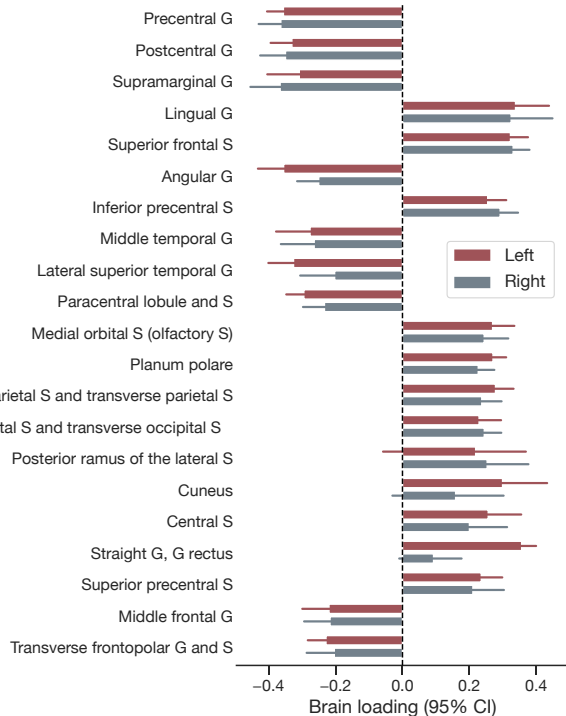 Precentral G
Postcentral G
Supramarginal G
Lingual G
Superior frontal S
Angular G
Inferior precentral S
Middle temporal G
Left
Lateral superior temporal G
Right
Paracentral lobule and S
Medial orbital S (olfactory S)
Planum polare
S and transverse parietal S
S and transverse occipital S
Posterior ramus of the lateral S
Cuneus
Central S
Straight G, G rectus
Superior precentral S
Middle frontal G
Transverse frontopolar G and S
−0.4 −0.2 0.0 0.2 0.4
Brain loading (95% CI)